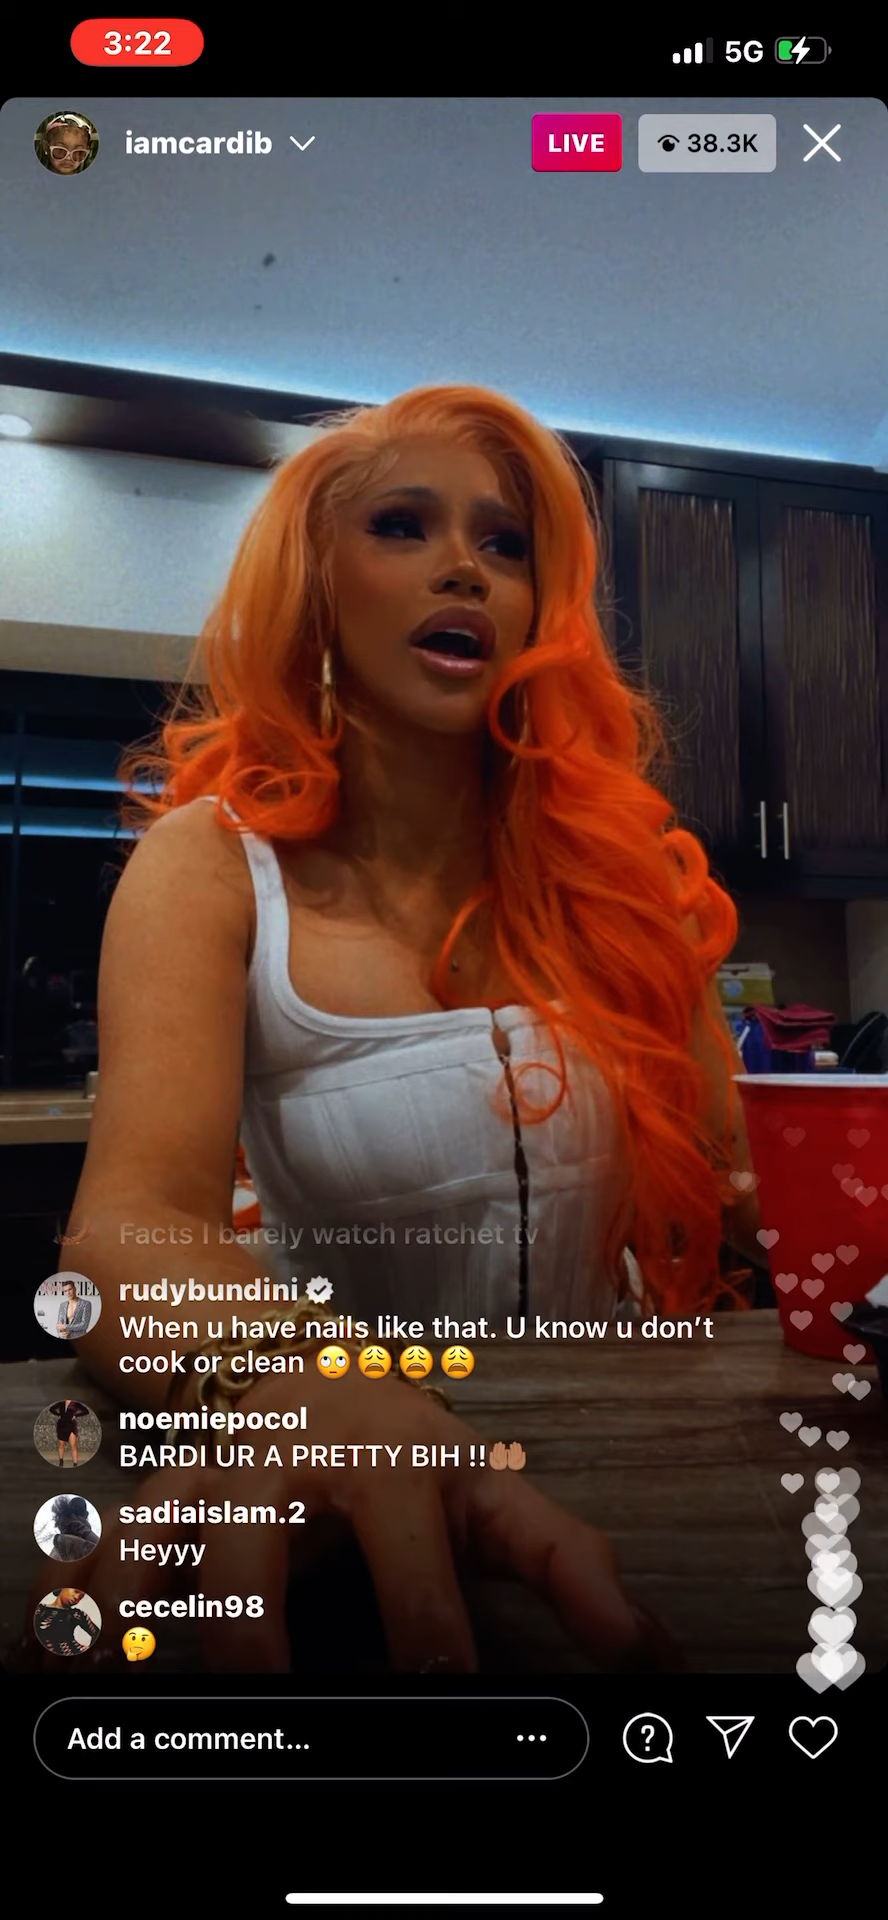 3:22
5G
iamcardib
LIVE
38.3K
Facts I barely watch ratchet tv
rudybundini
When u have nails like that. U know u don’t
cook or clean 🙄😩😩😩
noemiepocol
BARDI UR A PRETTY BIH !!🤲🏽
sadiaislam.2
Heyyy
cecelin98
🤔
Add a comment...